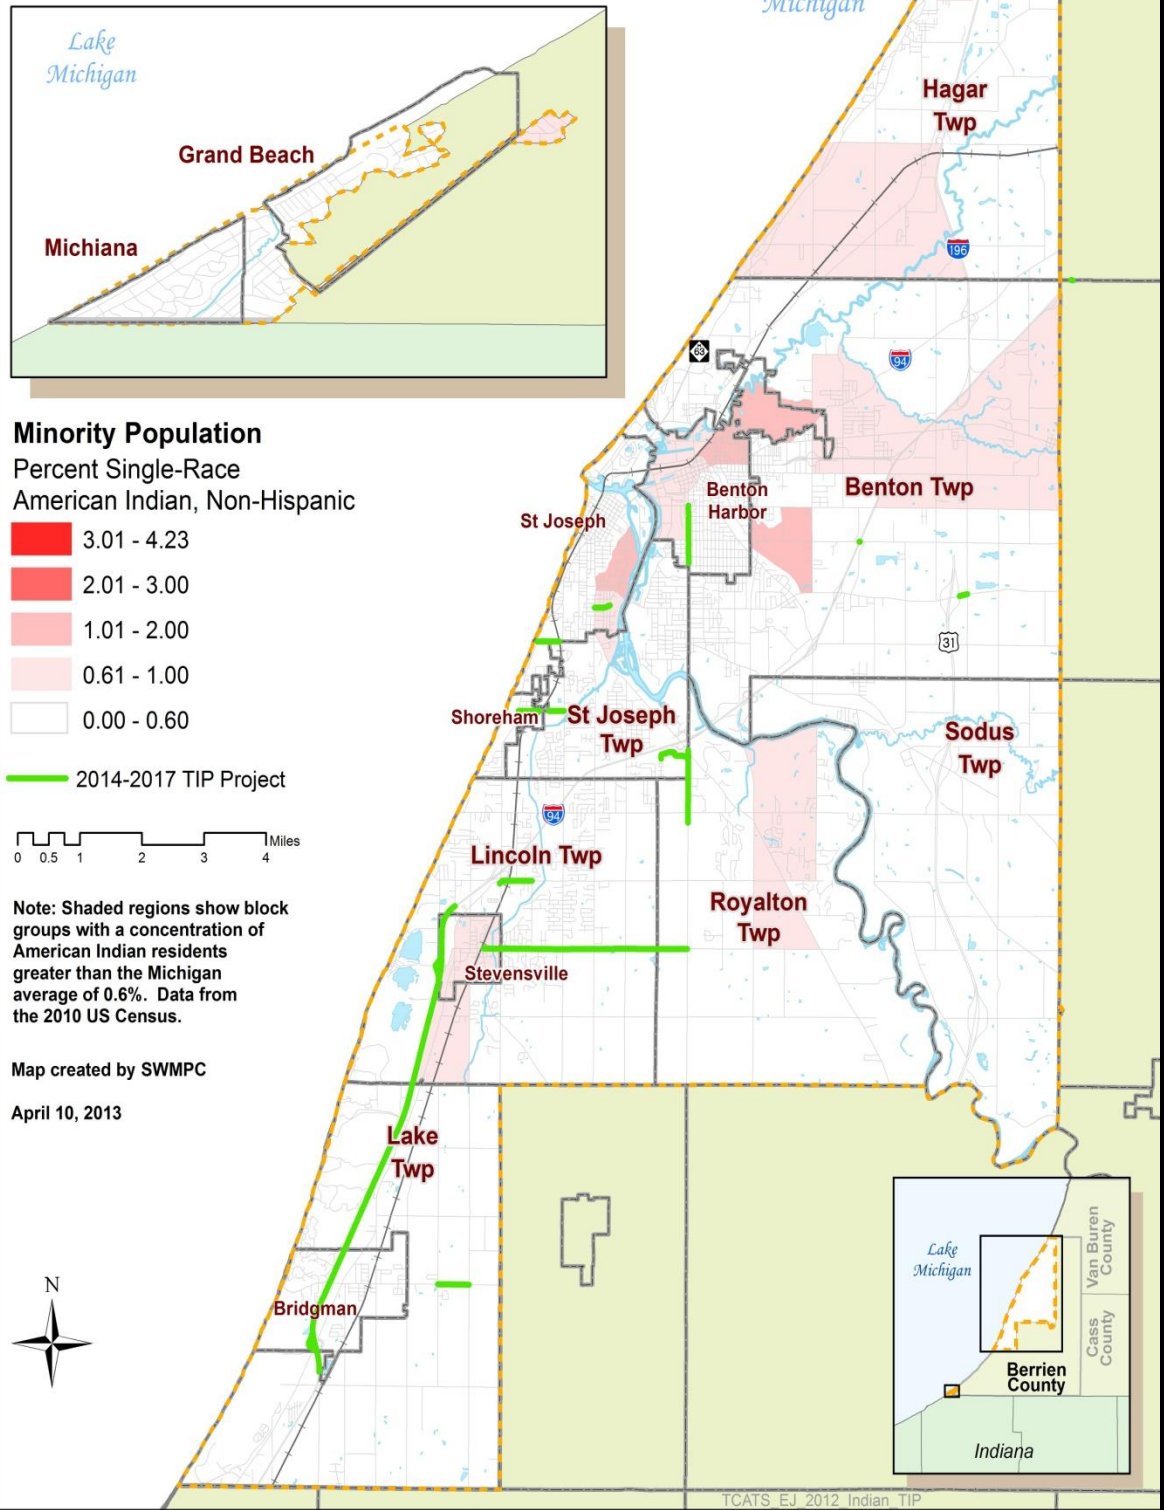 Lake
Michigan
Grand Beach
Michiana
Michigan
Hagar
Twp
196
63
94
Minority Population
Percent Single-Race
American Indian, Non-Hispanic
3.01 - 4.23
2.01 - 3.00
1.01 - 2.00
0.61 - 1.00
0.00 - 0.60
2014-2017 TIP Project
0 0.5 1 2 3 4 Miles
Benton
Harbor
Benton Twp
St Joseph
31
Shoreham
St Joseph
Twp
Sodus
Twp
94
Lincoln Twp
Royalton
Twp
Stevensville
Note: Shaded regions show block
groups with a concentration of
American Indian residents
greater than the Michigan
average of 0.6%. Data from
the 2010 US Census.
Map created by SWMPC
April 10, 2013
Lake
Twp
Bridgman
N
Lake
Michigan
Van Buren
County
Cass
County
Berrien
County
Indiana
TCATS_EJ_2012_Indian_TIP